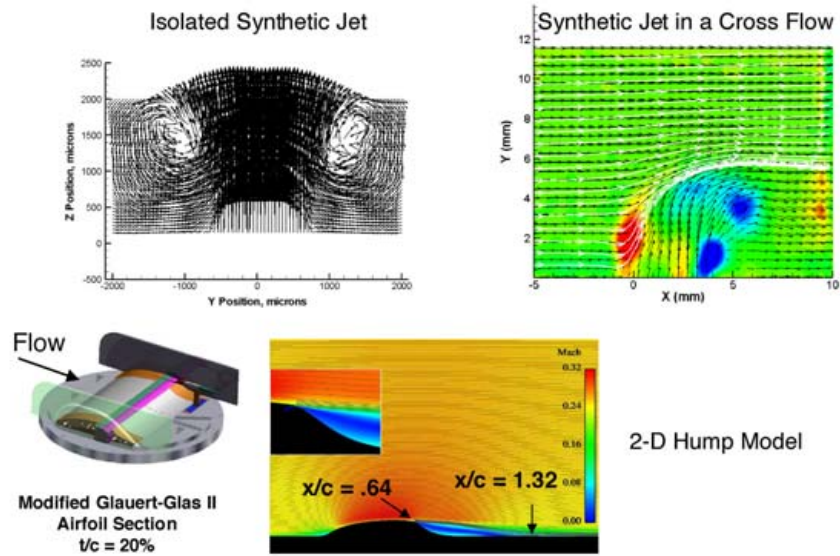 Isolated Synthetic Jet
Synthetic Jet in a Cross Flow
2500
2000
1500
1000
500
0
-500
Z Position, microns
-2000
-1000
0
1000
2000
Y Position, microns
12
10
8
6
4
2
Y (mm)
-5
0
5
10
X (mm)
Flow
Modified Glauert-Glas II
Airfoil Section
t/c = 20%
Mach
0.32
0.24
0.16
0.08
0.00
x/c = .64
x/c = 1.32
2-D Hump Model